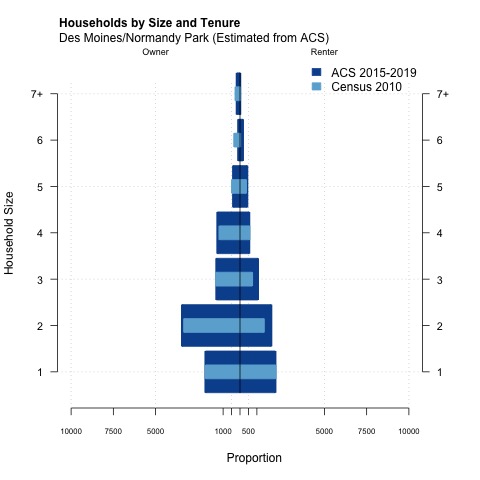 Households by Size and Tenure
Des Moines/Normandy Park (Estimated from ACS)
Owner Renter
ACS 2015-2019
Census 2010
7+ 7+
6 6
5 5
4 4
3 3
2 2
1 1
Household Size
10000 7500 5000 1000 500 5000 7500 10000
Proportion